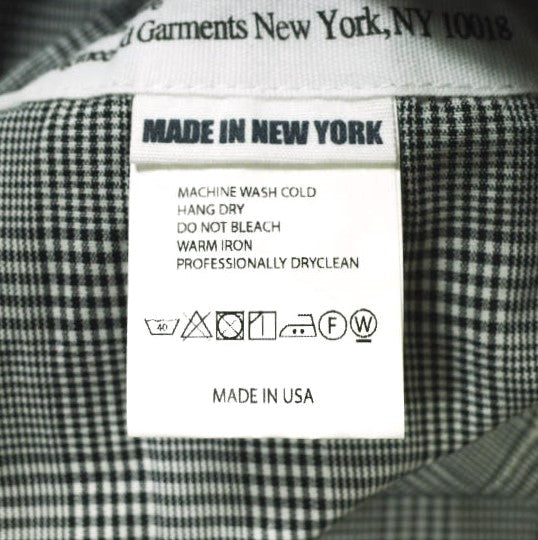 Garments New York, NY 10018
MADE IN NEW YORK
MACHINE WASH COLD
HANG DRY
DO NOT BLEACH
WARM IRON
PROFESSIONALLY DRYCLEAN
40 F W
MADE IN USA